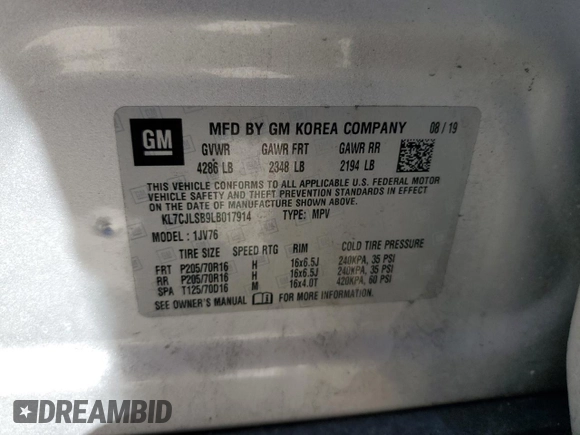 GM
MFD BY GM KOREA COMPANY 08 / 19
GVWR GAWR FRT GAWR RR
4286 LB 2348 LB 2194 LB
THIS VEHICLE CONFORMS TO ALL APPLICABLE U.S. FEDERAL MOTOR
VEHICLE SAFETY AND THEFT PREVENTION STANDARDS IN EFFECT
ON THE DATE OF MANUFACTURE SHOWN ABOVE.
KL7CJLSB9LB017914 TYPE: MPV
MODEL : 1JV76
TIRE SIZE SPEED RTG RIM COLD TIRE PRESSURE
FRT P205/70R16 H 16x6.5J 240KPA, 35 PSI
RR P205/70R16 H 16x6.5J 240KPA, 35 PSI
SPA T125/70D16 M 16x4.0T 420KPA, 60 PSI
SEE OWNER'S MANUAL FOR MORE INFORMATION.
DREAMBID